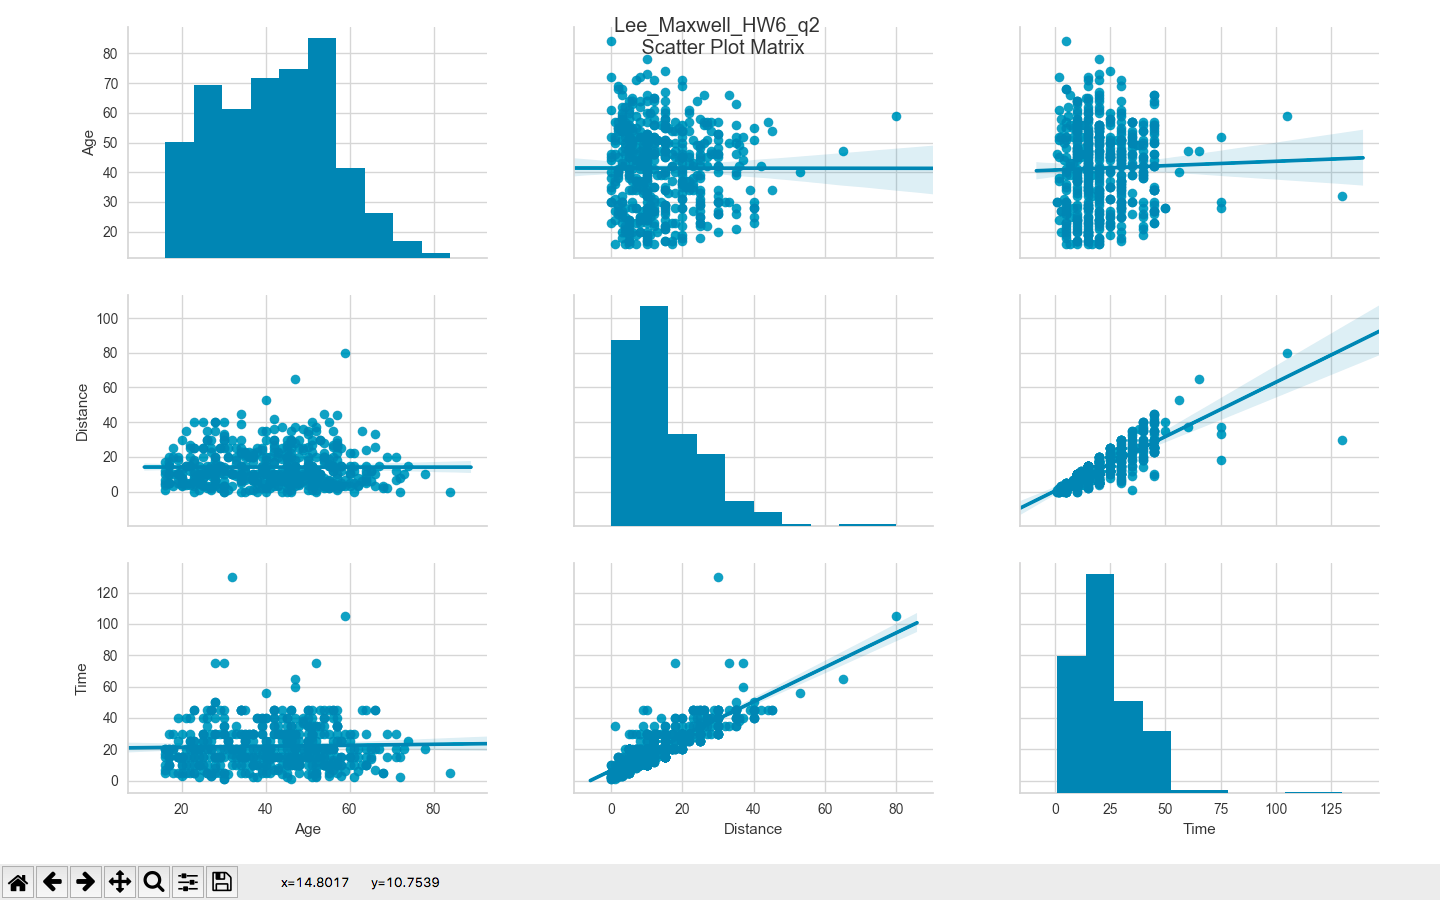 Lee_Maxwell_HW6_q2
Scatter Plot Matrix
80
70
60
50
40
30
20
Age
100
80
60
40
20
0
Distance
120
100
80
60
40
20
0
Time
20 40 60 80
Age
0 20 40 60 80
Distance
0 25 50 75 100 125
Time
x=14.8017 y=10.7539